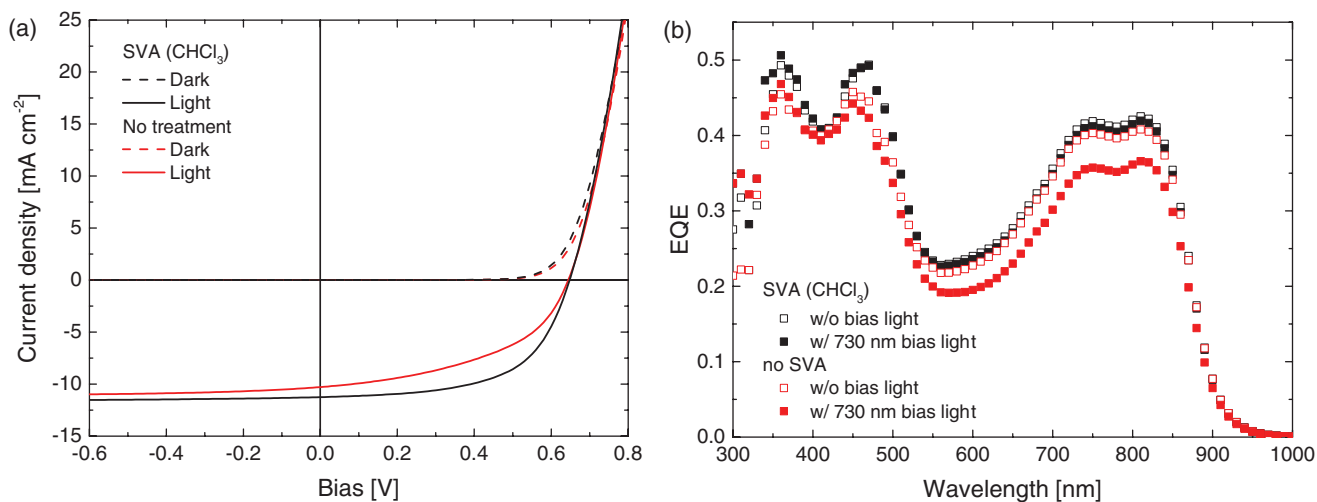 (a)
SVA (CHCl₃)
Dark
Light
No treatment
Dark
Light
Current density [mA cm⁻²]
25
20
15
10
5
0
-5
-10
-15
-0.6
-0.4
-0.2
0.0
0.2
0.4
0.6
0.8
Bias [V]
(b)
EQE
0.5
0.4
0.3
0.2
0.1
0.0
SVA (CHCl₃)
w/o bias light
w/ 730 nm bias light
no SVA
w/o bias light
w/ 730 nm bias light
300
400
500
600
700
800
900
1000
Wavelength [nm]